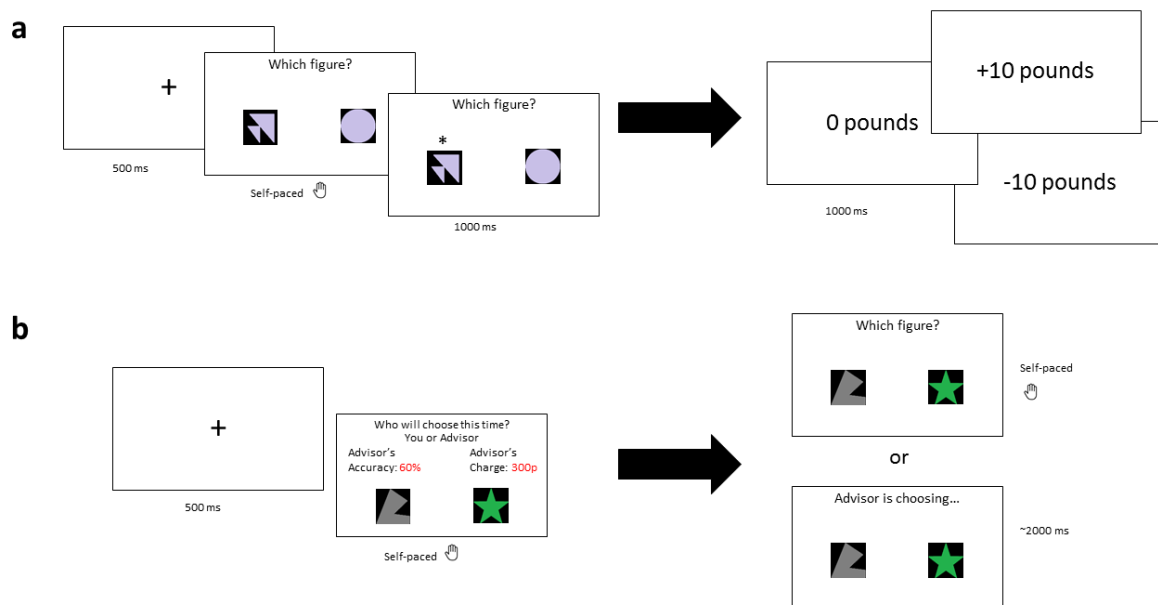 a
+
500 ms
Which figure?
Self-paced
Which figure?
*
1000 ms
0 pounds
1000 ms
+10 pounds
-10 pounds
b
+
500 ms
Who will choose this time?
You or Advisor
Advisor's Advisor's
Accuracy: 60% Charge: 300p
Self-paced
Which figure?
Self-paced
or
Advisor is choosing...
~2000 ms